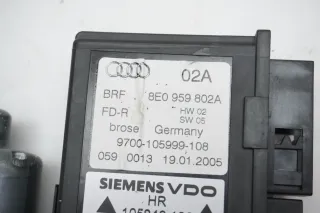 02A
BRF 8E0 959 802A
FD-R HW 02
SW 05
brose Germany
9700-105999-108
059 0013 19.01.2005
SIEMENS VDO
HR